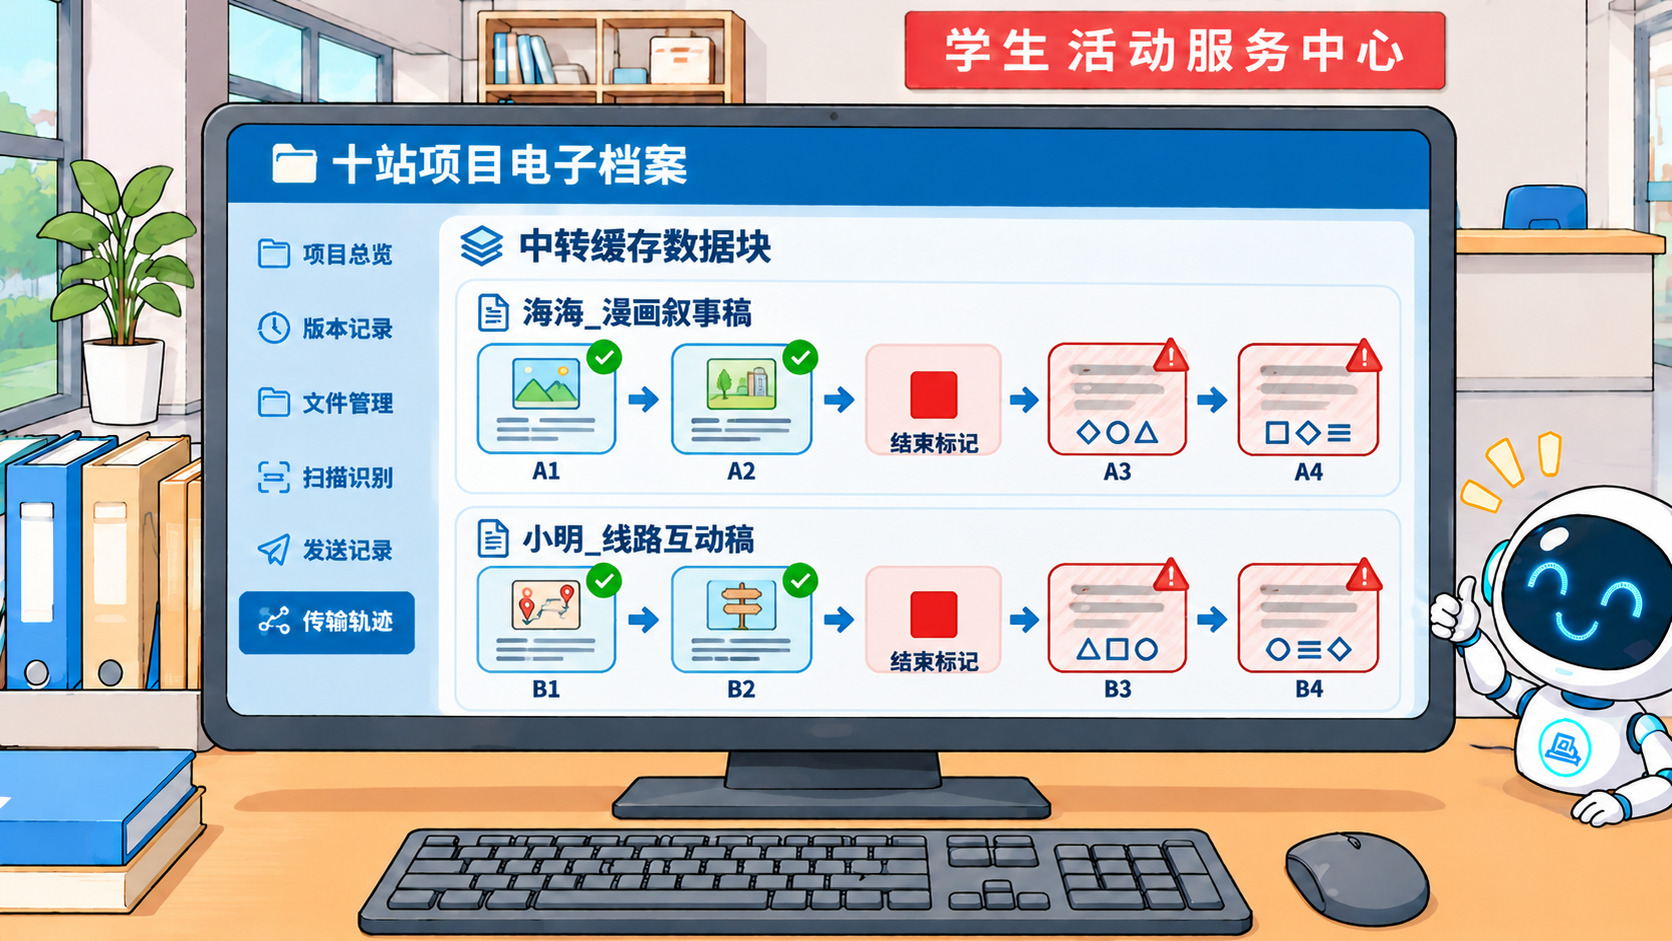 学生活动服务中心
十站项目电子档案
项目总览
版本记录
文件管理
扫描识别
发送记录
传输轨迹
中转缓存数据块
海海_漫画叙事稿
结束标记
A1
A2
A3
A4
小明_线路互动稿
结束标记
B1
B2
B3
B4